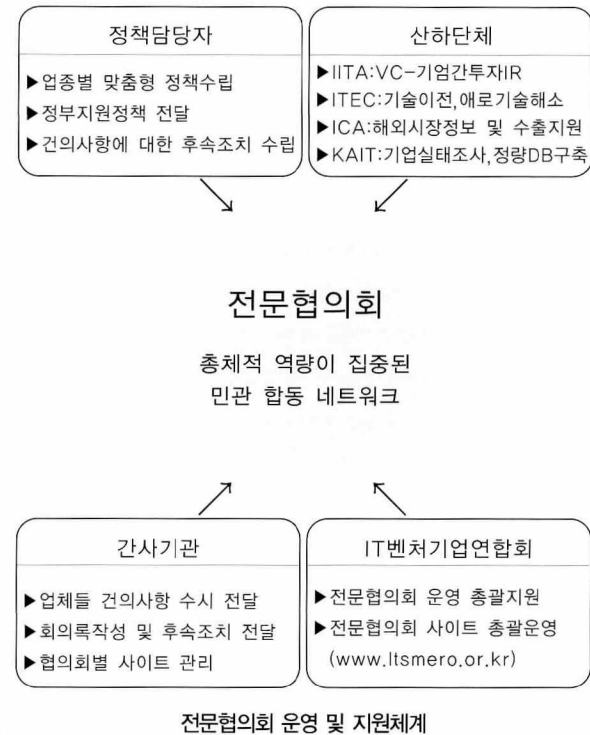 정책담당자
▶업종별 맞춤형 정책수립
▶정부지원정책 전달
▶건의사항에 대한 후속조치 수립
산하단체
▶IITA:VC-기업간투자IR
▶ITEC:기술이전,애로기술해소
▶ICA:해외시장정보 및 수출지원
▶KAIT:기업실태조사,정량DB구축
전문협의회
총체적 역량이 집중된
민관 합동 네트워크
간사기관
▶업체들 건의사항 수시 전달
▶회의록작성 및 후속조치 전달
▶협의회별 사이트 관리
IT벤처기업연합회
▶전문협의회 운영 총괄지원
▶전문협의회 사이트 총괄운영
(www.Itsmero.or.kr)
전문협의회 운영 및 지원체계